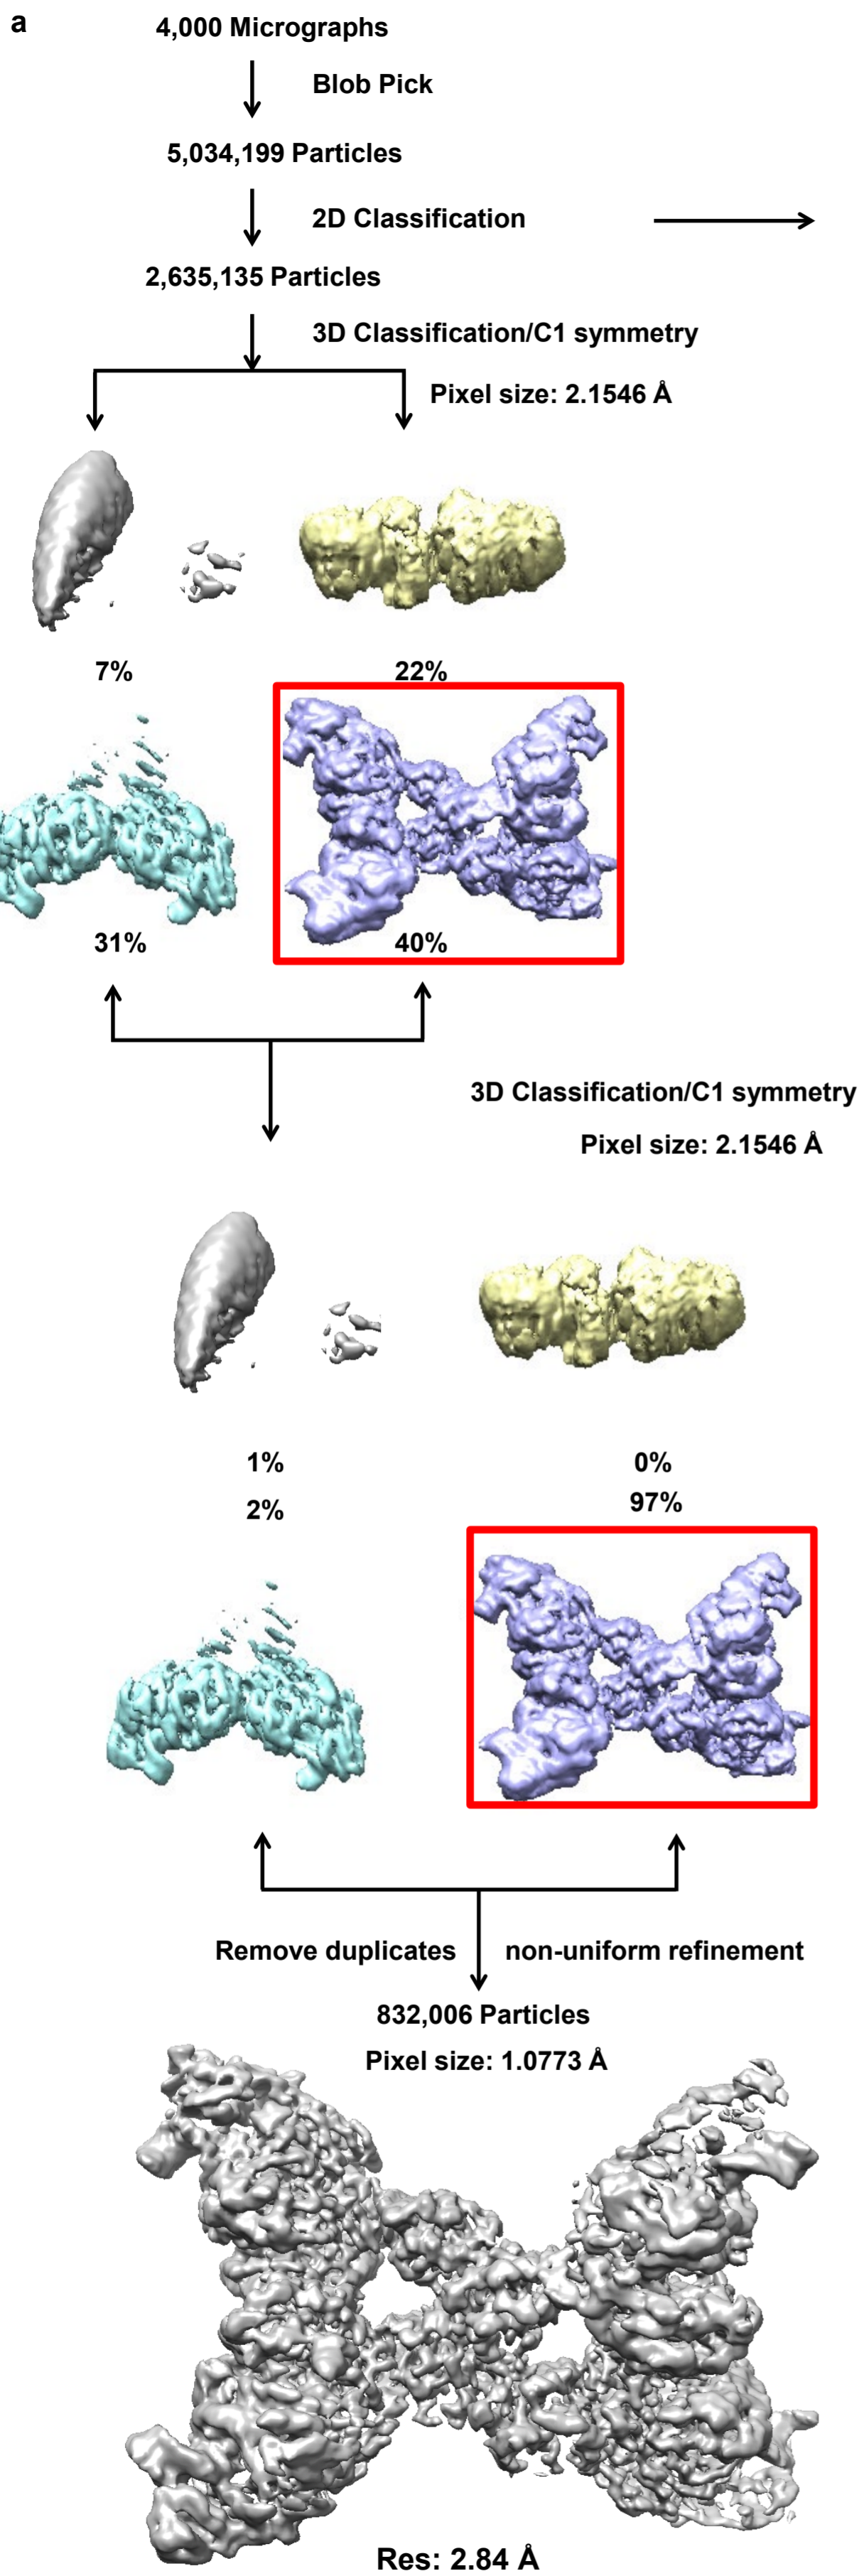 a
4,000 Micrographs
Blob Pick
5,034,199 Particles
2D Classification
2,635,135 Particles
3D Classification/C1 symmetry
Pixel size: 2.1546 Å
7%
22%
31%
40%
3D Classification/C1 symmetry
Pixel size: 2.1546 Å
1%
0%
2%
97%
Remove duplicates
non-uniform refinement
832,006 Particles
Pixel size: 1.0773 Å
Res: 2.84 Å